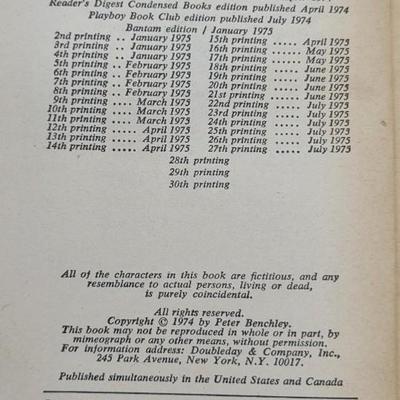 Reader's Digest Condensed Books edition published April 1974
Playboy Book Club edition published July 1974
Bantam edition / January 1975
2nd printing .... January 1975 15th printing ..... April 1975
3rd printing .... January 1975 16th printing ..... May 1975
4th printing .... January 1975 17th printing ..... May 1975
5th printing .... February 1975 18th printing ..... June 1975
6th printing .... February 1975 19th printing ..... June 1975
7th printing .... February 1975 20th printing ..... June 1975
8th printing .... February 1975 21st printing ..... June 1975
9th printing .... March 1975 22nd printing ..... July 1975
10th printing .... March 1975 23rd printing ..... July 1975
11th printing .... March 1975 24th printing ..... July 1975
12th printing .... April 1975 25th printing ..... July 1975
13th printing .... April 1975 26th printing ..... July 1975
14th printing .... April 1975 27th printing ..... July 1975
28th printing
29th printing
30th printing
All of the characters in this book are fictitious, and any
resemblance to actual persons, living or dead,
is purely coincidental.
All rights reserved.
Copyright © 1974 by Peter Benchley.
This book may not be reproduced in whole or in part, by
mimeograph or any other means, without permission.
For information address: Doubleday & Company, Inc.,
245 Park Avenue, New York, N.Y. 10017.
Published simultaneously in the United States and Canada